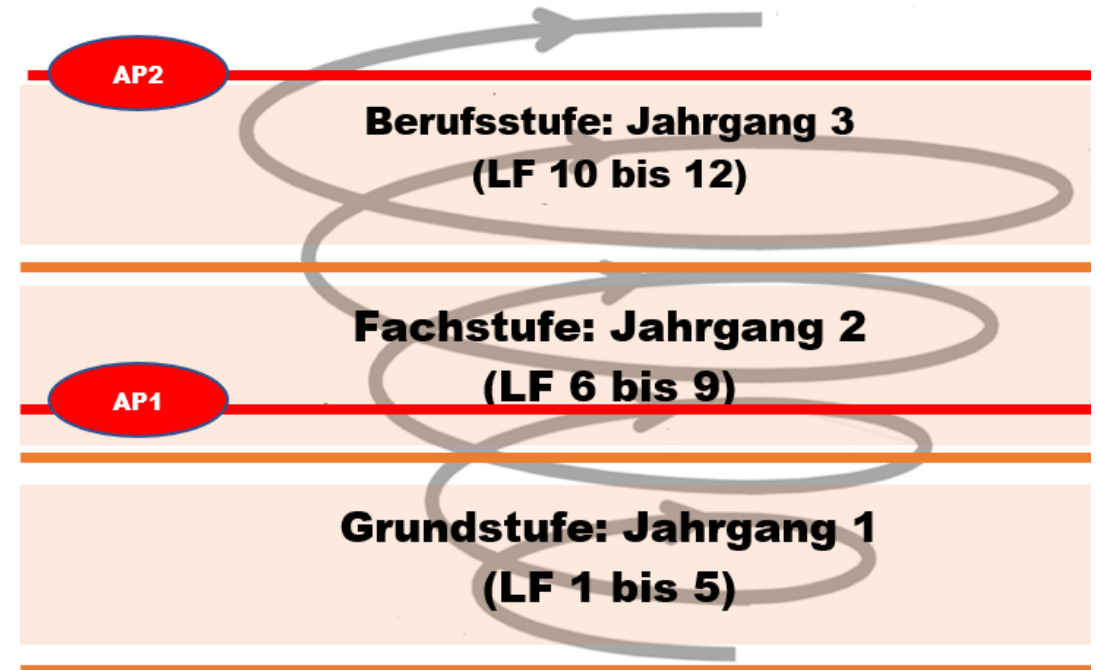 AP2
Berufsstufe: Jahrgang 3
(LF 10 bis 12)
Fachstufe: Jahrgang 2
(LF 6 bis 9)
AP1
Grundstufe: Jahrgang 1
(LF 1 bis 5)